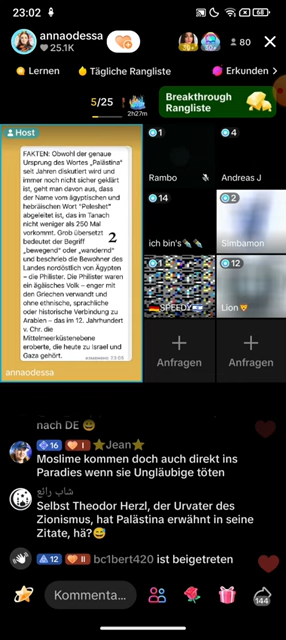 23:02
68
annaodessa
25.1K
80
Lernen
Tägliche Rangliste
Erkunden >
5/25
2h27m
Breakthrough
Rangliste
Host
FAKTEN: Obwohl der genaue
Ursprung des Wortes „Palästina"
seit Jahren diskutiert wird und
immer noch nicht sicher geklärt
ist, geht man davon aus, dass
der Name vom ägyptischen und
hebräischen Wort "Peleshet"
abgeleitet ist, das im Tanach
nicht weniger als 250 Mal
vorkommt. Grob übersetzt
bedeutet der Begriff
„bewegend" oder „wandernd"
und beschrieb die Bewohner des
Landes nordöstlich von Ägypten
– die Philister. Die Philister waren
ein ägäisches Volk – enger mit
den Griechen verwandt und
ohne ethnische, sprachliche
oder historische Verbindung zu
Arabien – das im 12. Jahrhundert
v. Chr. die
Mittelmeerküstenebene
eroberte, die heute zu Israel und
Gaza gehört.
2
annaodessa
1
Rambo
4
Andreas J
14
ich bin's
2
Simbamon
SPEEDY
12
Lion
+
Anfragen
+
Anfragen
nach DE 😅
16 I ⭐Jean⭐
Moslime kommen doch auch direkt ins
Paradies wenn sie Ungläubige töten
شاب رائع
Selbst Theodor Herzl, der Urvater des
Zionismus, hat Palästina erwähnt in seine
Zitate, hä?😅
12 II bc1bert420 ist beigetreten
Kommenta...
144